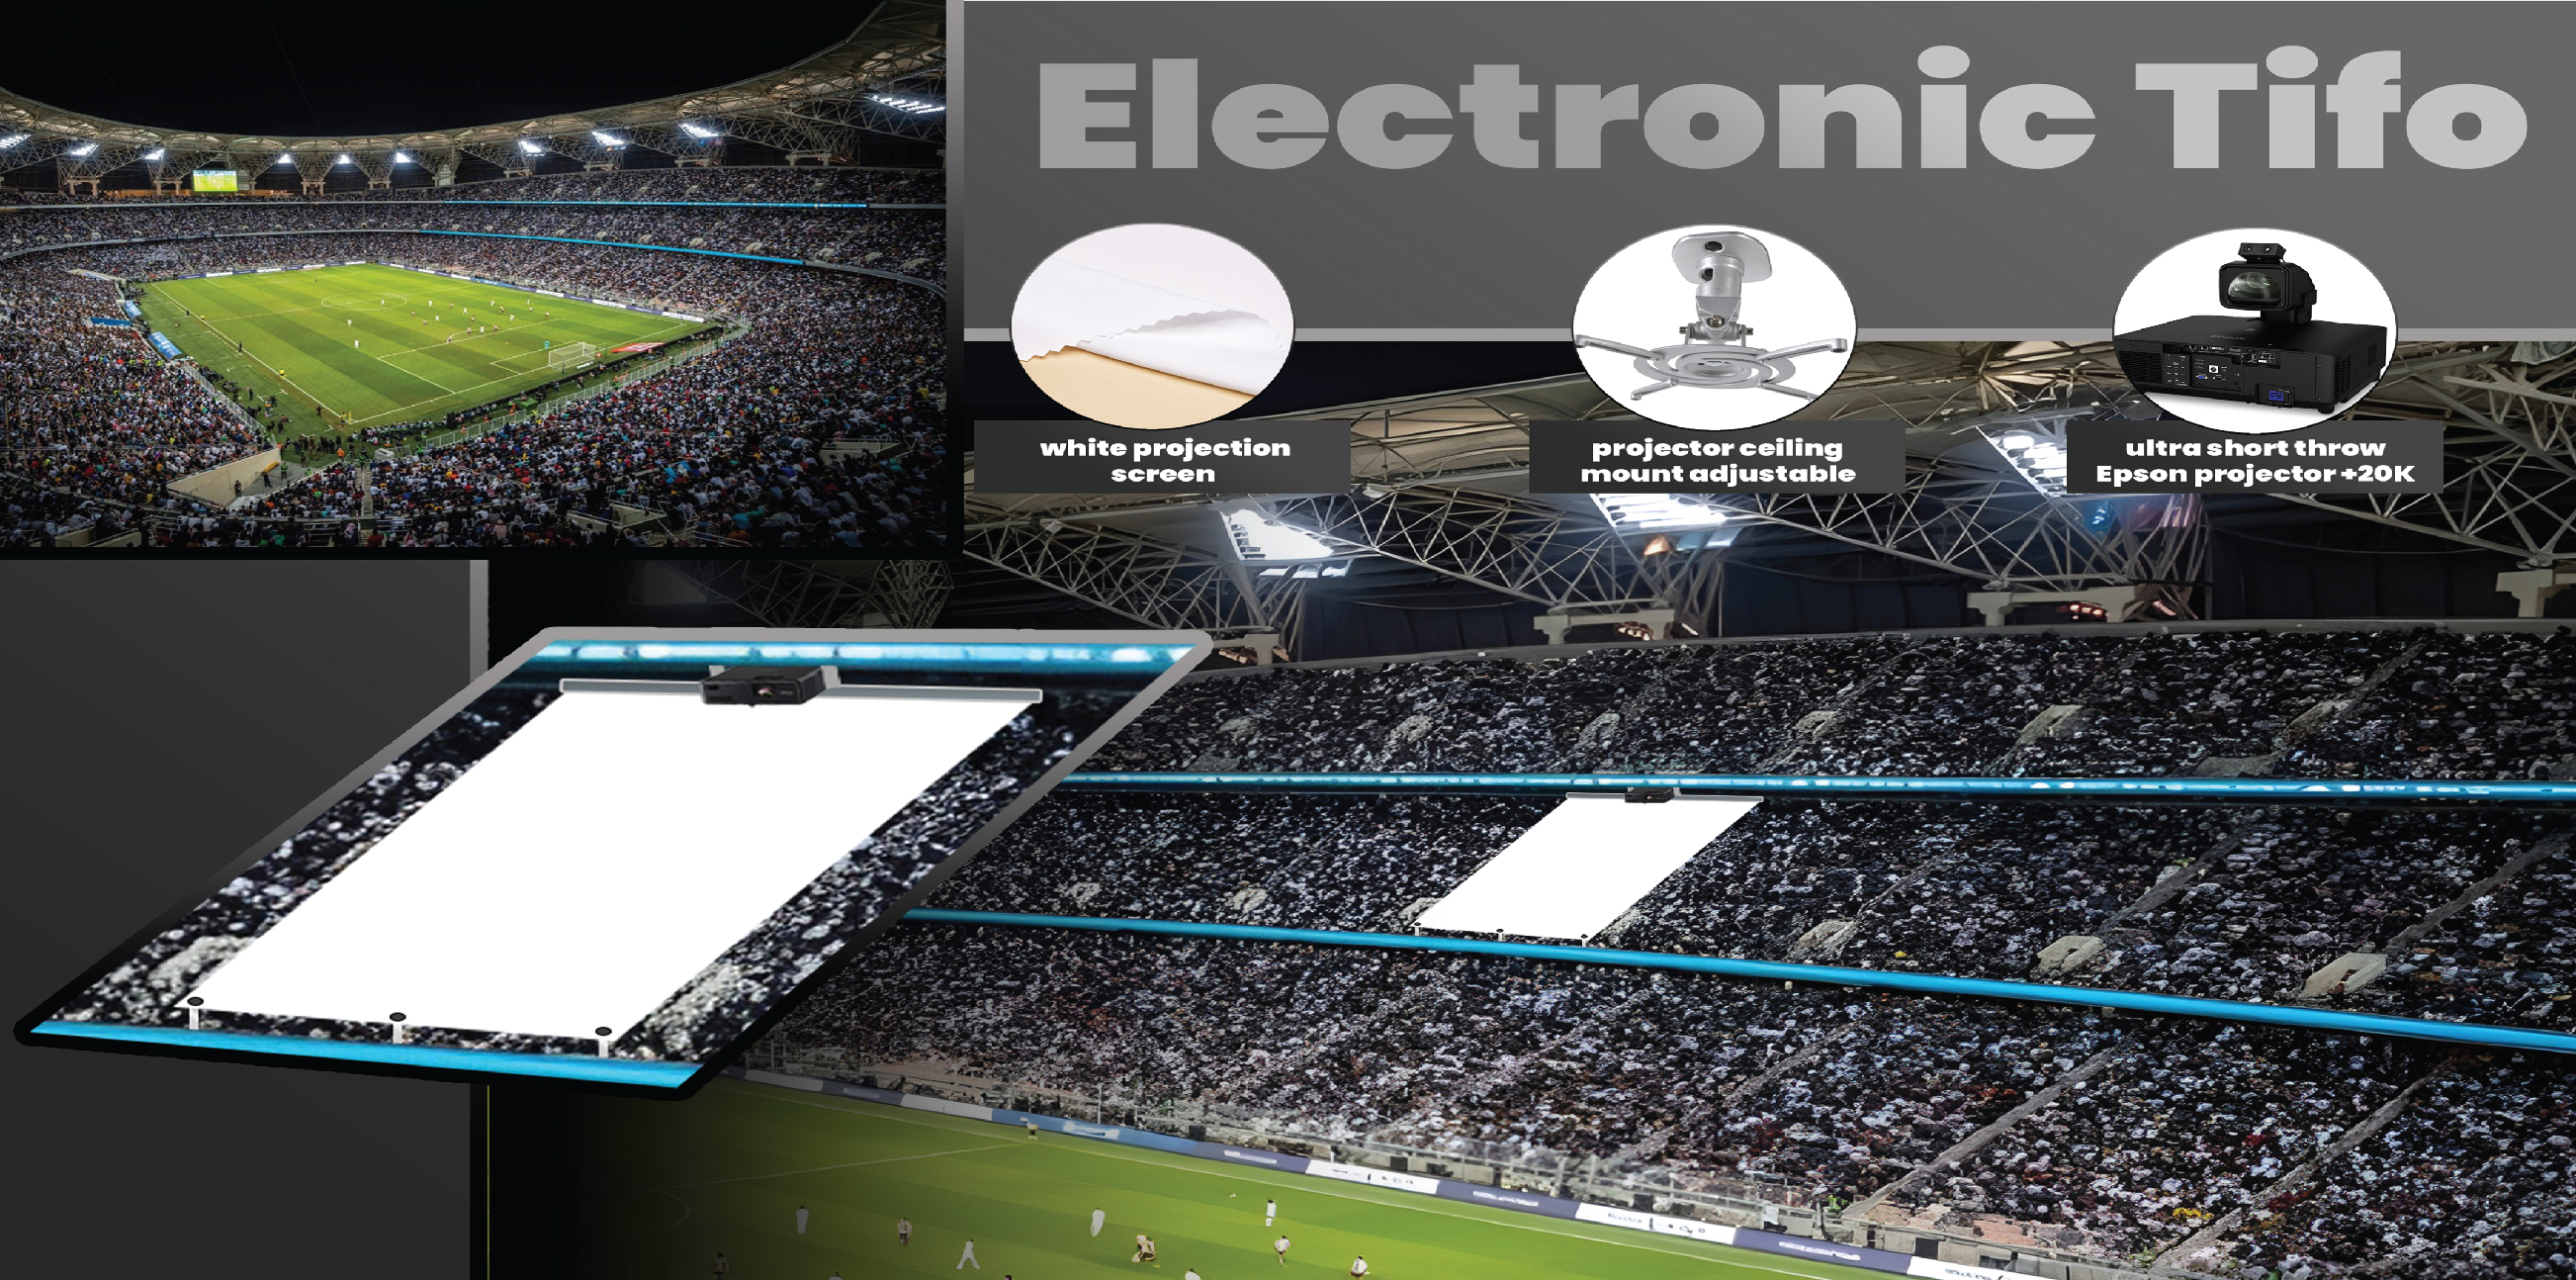 Electronic Tifo
white projection
screen
projector ceiling
mount adjustable
ultra short throw
Epson projector +20K